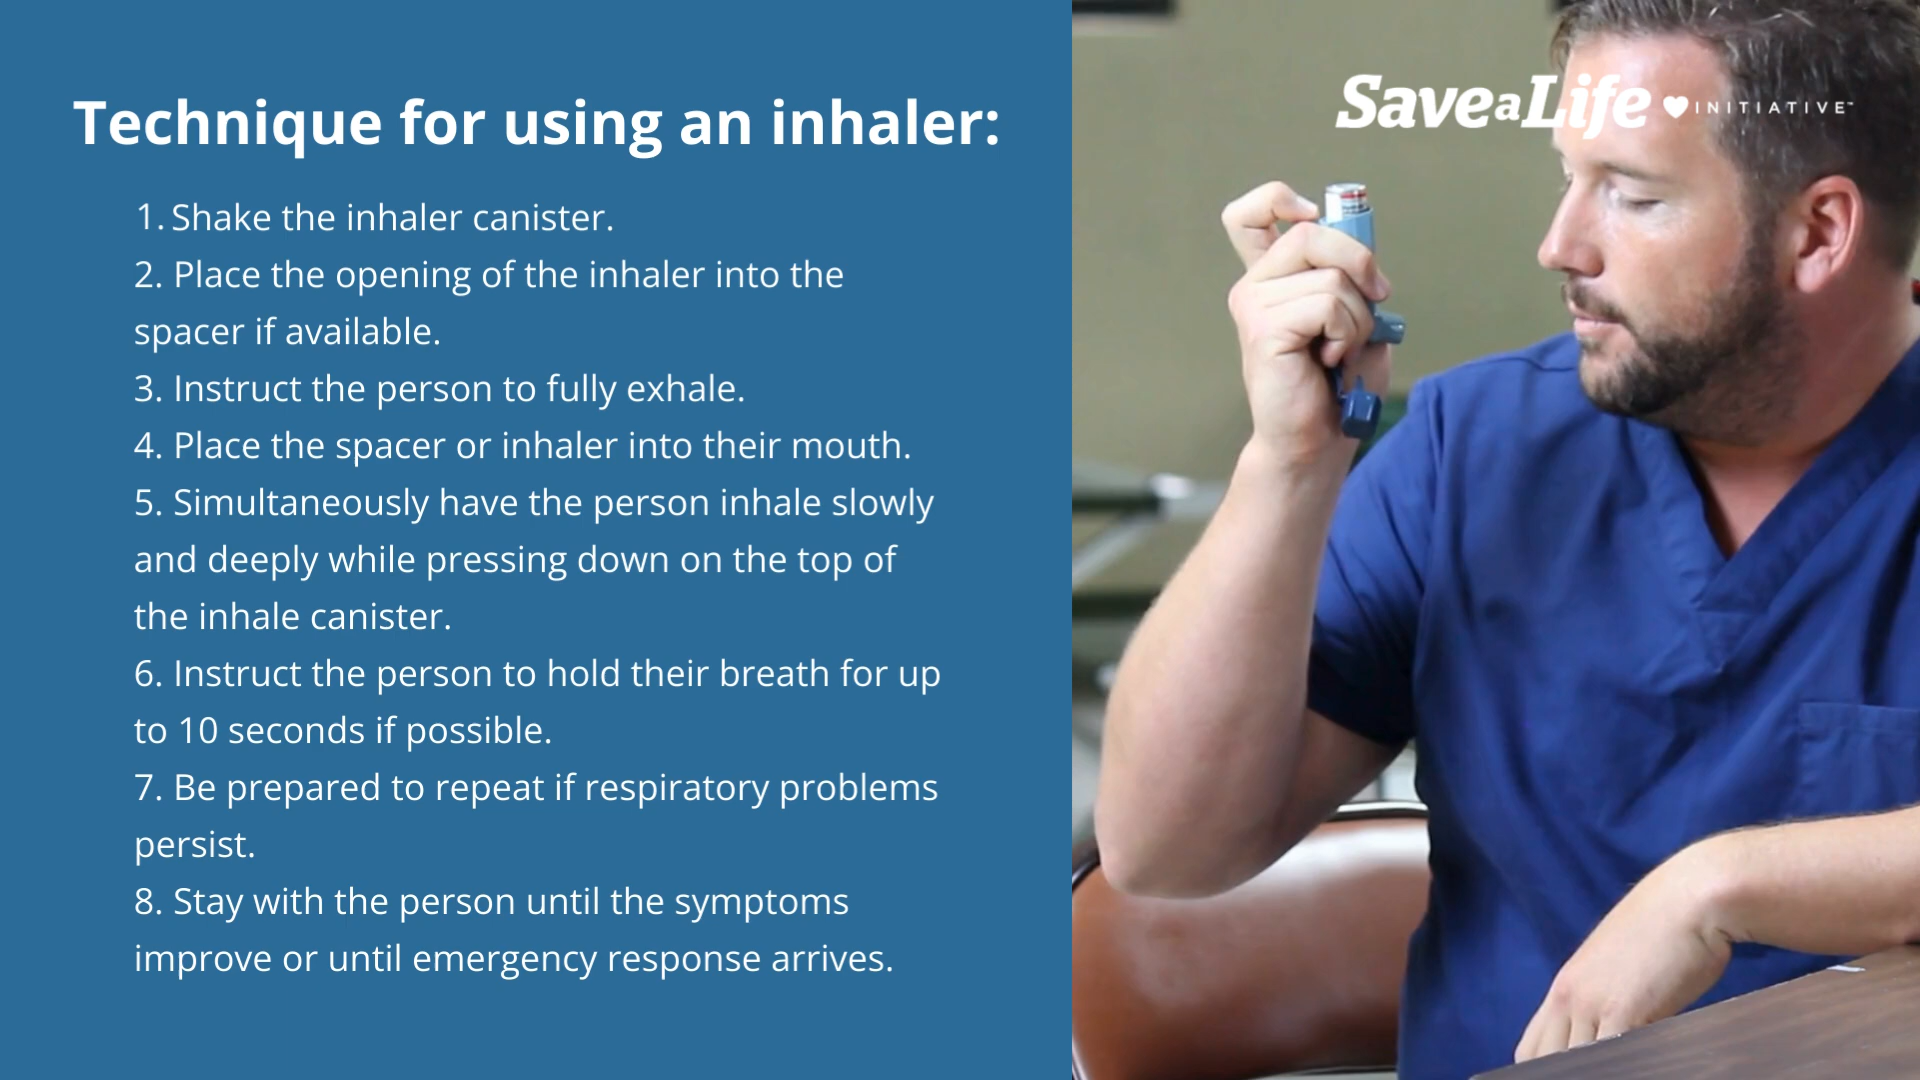 Technique for using an inhaler:
1. Shake the inhaler canister.
2. Place the opening of the inhaler into the
spacer if available.
3. Instruct the person to fully exhale.
4. Place the spacer or inhaler into their mouth.
5. Simultaneously have the person inhale slowly
and deeply while pressing down on the top of
the inhale canister.
6. Instruct the person to hold their breath for up
to 10 seconds if possible.
7. Be prepared to repeat if respiratory problems
persist.
8. Stay with the person until the symptoms
improve or until emergency response arrives.
SaveaLife INITIATIVE™